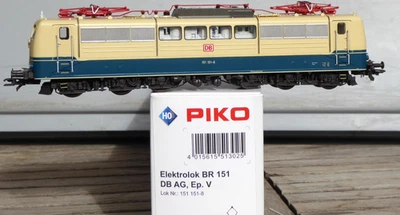 DB
H0 PIKO
4 015615 513025
Elektrolok BR 151
DB AG, Ep. V
Lok Nr.: 151 151-8